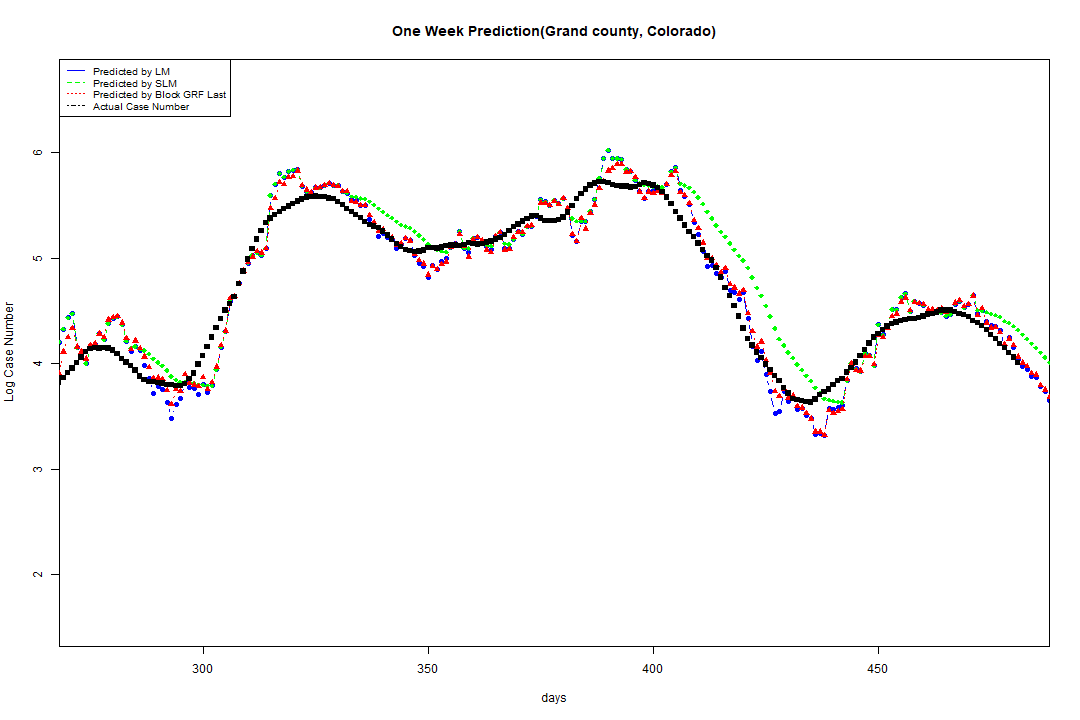 One Week Prediction(Grand county, Colorado)
Predicted by LM
Predicted by SLM
Predicted by Block GRF Last
Actual Case Number
6
5
4
3
2
Log Case Number
300 350 400 450
days